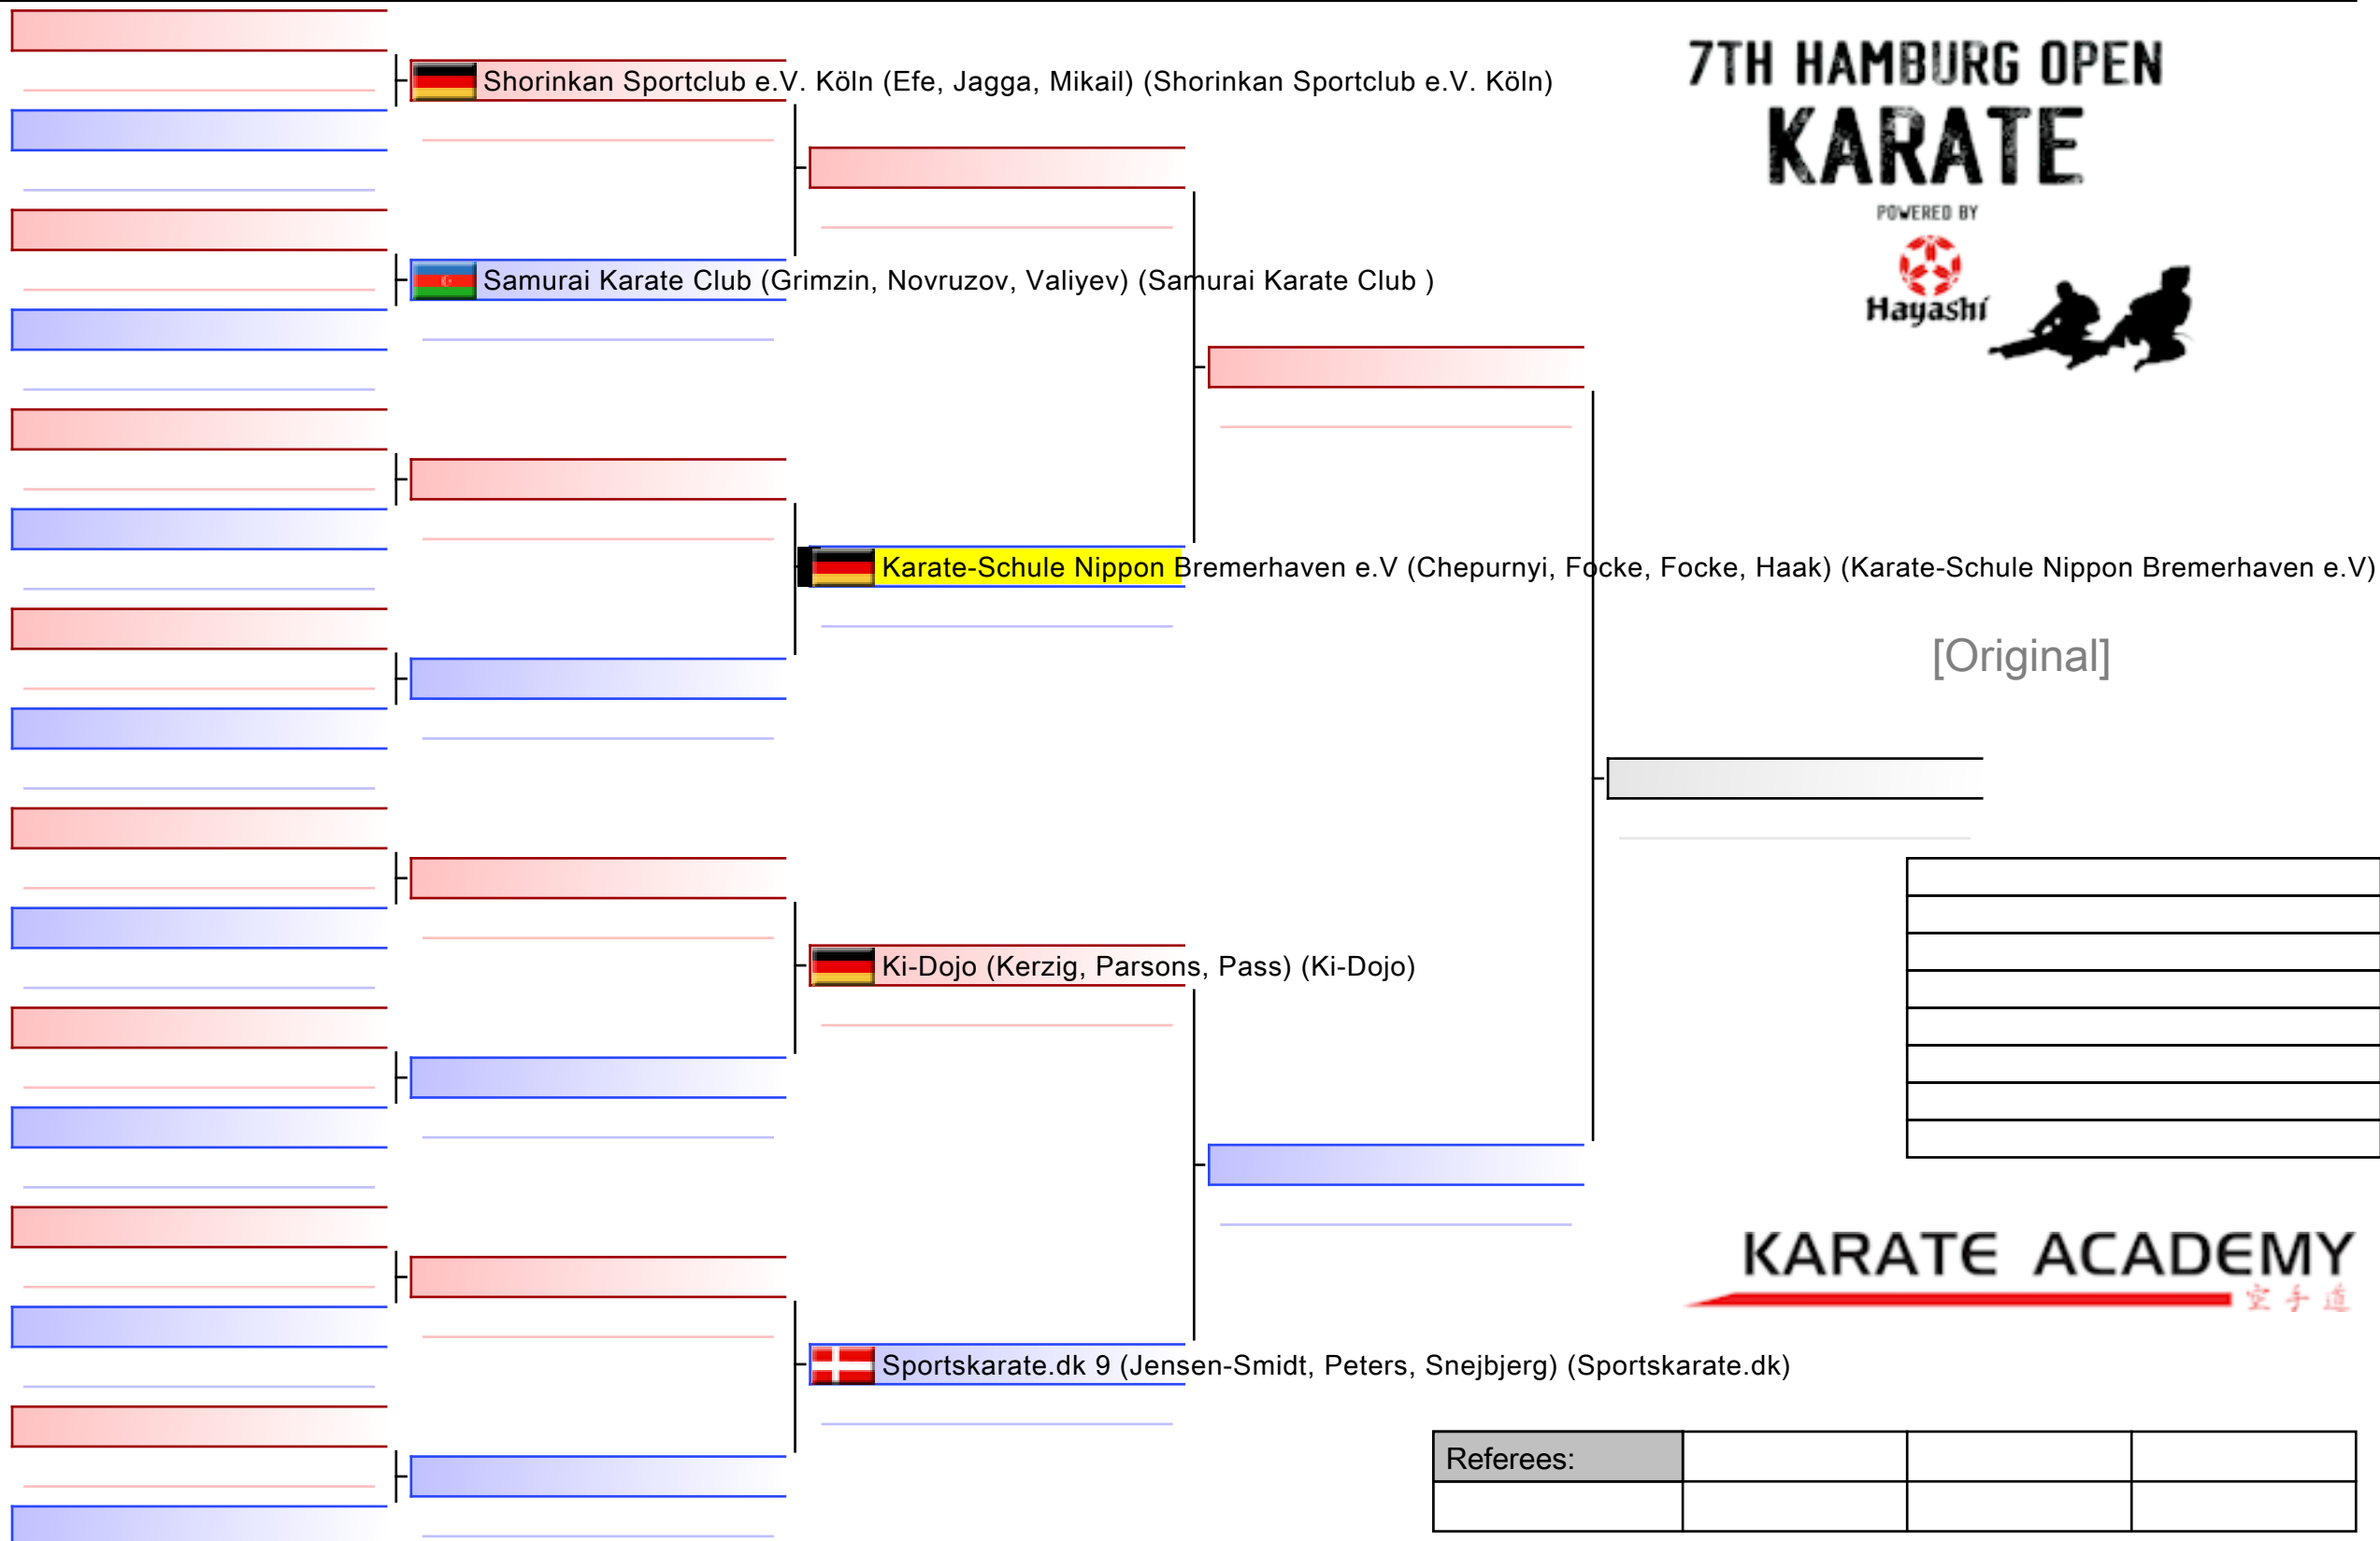 7TH HAMBURG OPEN
KARATE
POWERED BY
Hayashi
Shorinkan Sportclub e.V. Köln (Efe, Jagga, Mikail) (Shorinkan Sportclub e.V. Köln)
Samurai Karate Club (Grimzin, Novruzov, Valiyev) (Samurai Karate Club )
Karate-Schule Nippon Bremerhaven e.V (Chepurnyi, Focke, Focke, Haak) (Karate-Schule Nippon Bremerhaven e.V)
[Original]
Ki-Dojo (Kerzig, Parsons, Pass) (Ki-Dojo)
KARATE ACADEMY
空手道
Sportskarate.dk 9 (Jensen-Smidt, Peters, Snejbjerg) (Sportskarate.dk)
Referees: